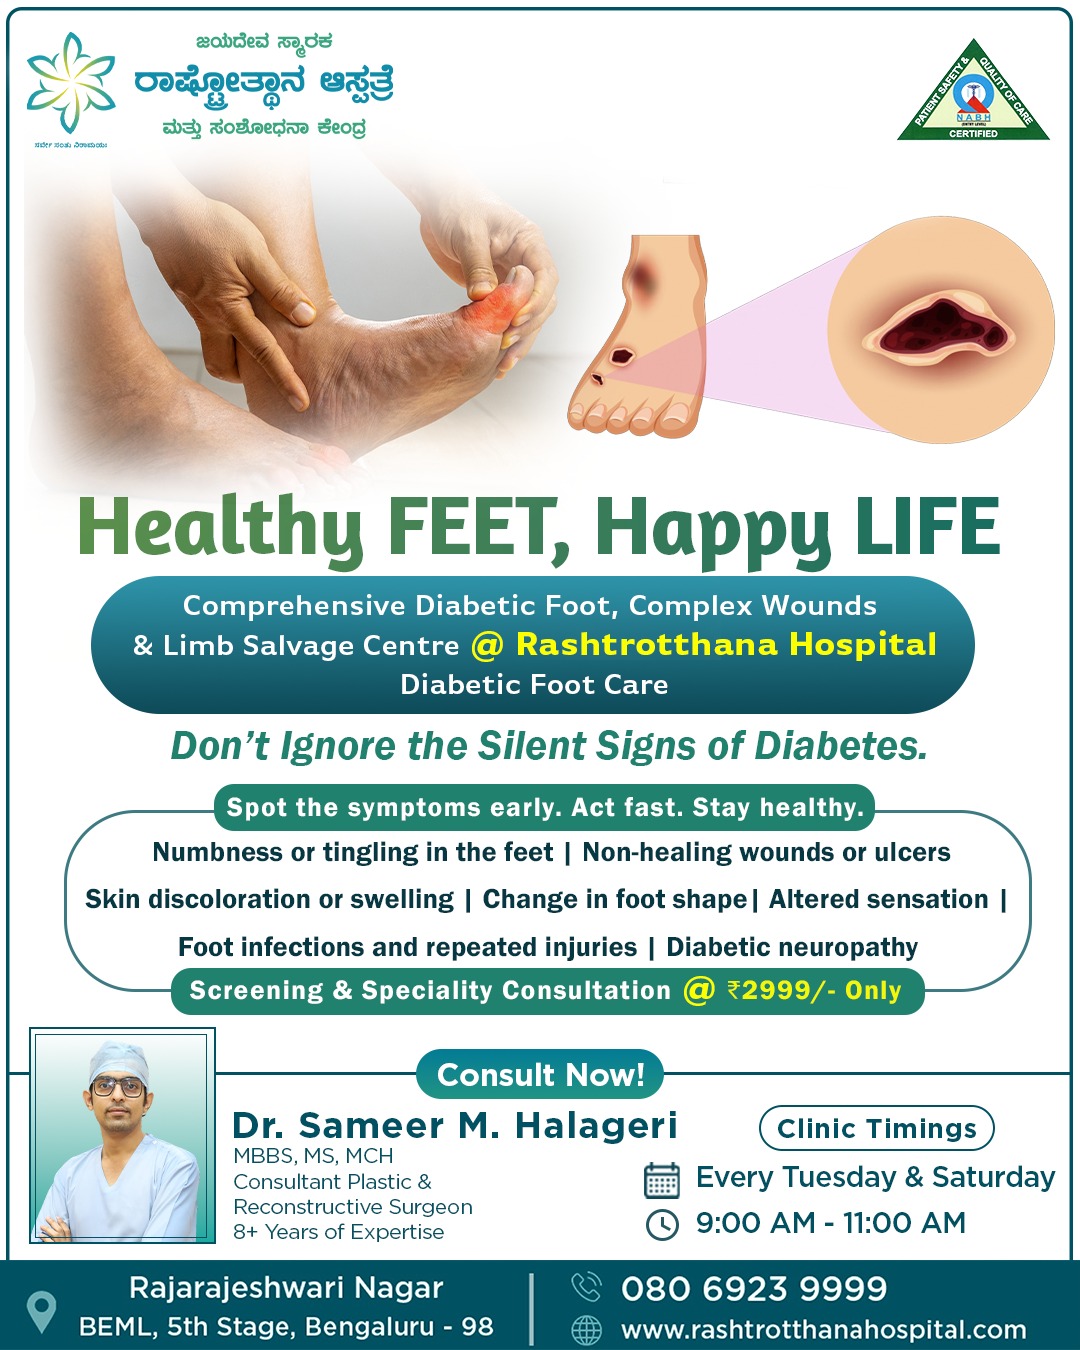 ಜಯದೇವ ಸ್ಮಾರಕ
ರಾಷ್ಟ್ರೋತ್ಥಾನ ಆಸ್ಪತ್ರೆ
ಮತ್ತು ಸಂಶೋಧನಾ ಕೇಂದ್ರ
ಸರ್ವೇ ಸಂತು ನಿರಾಮಯಃ
PATIENT SAFETY & QUALITY OF CARE
N A B H
(ENTRY LEVEL)
CERTIFIED
Healthy FEET, Happy LIFE
Comprehensive Diabetic Foot, Complex Wounds
& Limb Salvage Centre @ Rashtrotthana Hospital
Diabetic Foot Care
Don't Ignore the Silent Signs of Diabetes.
Spot the symptoms early. Act fast. Stay healthy.
Numbness or tingling in the feet | Non-healing wounds or ulcers
Skin discoloration or swelling | Change in foot shape| Altered sensation |
Foot infections and repeated injuries | Diabetic neuropathy
Screening & Speciality Consultation @ ₹2999/- Only
Consult Now!
Dr. Sameer M. Halageri
MBBS, MS, MCH
Consultant Plastic &
Reconstructive Surgeon
8+ Years of Expertise
Clinic Timings
Every Tuesday & Saturday
9:00 AM - 11:00 AM
Rajarajeshwari Nagar
BEML, 5th Stage, Bengaluru - 98
080 6923 9999
www.rashtrotthanahospital.com